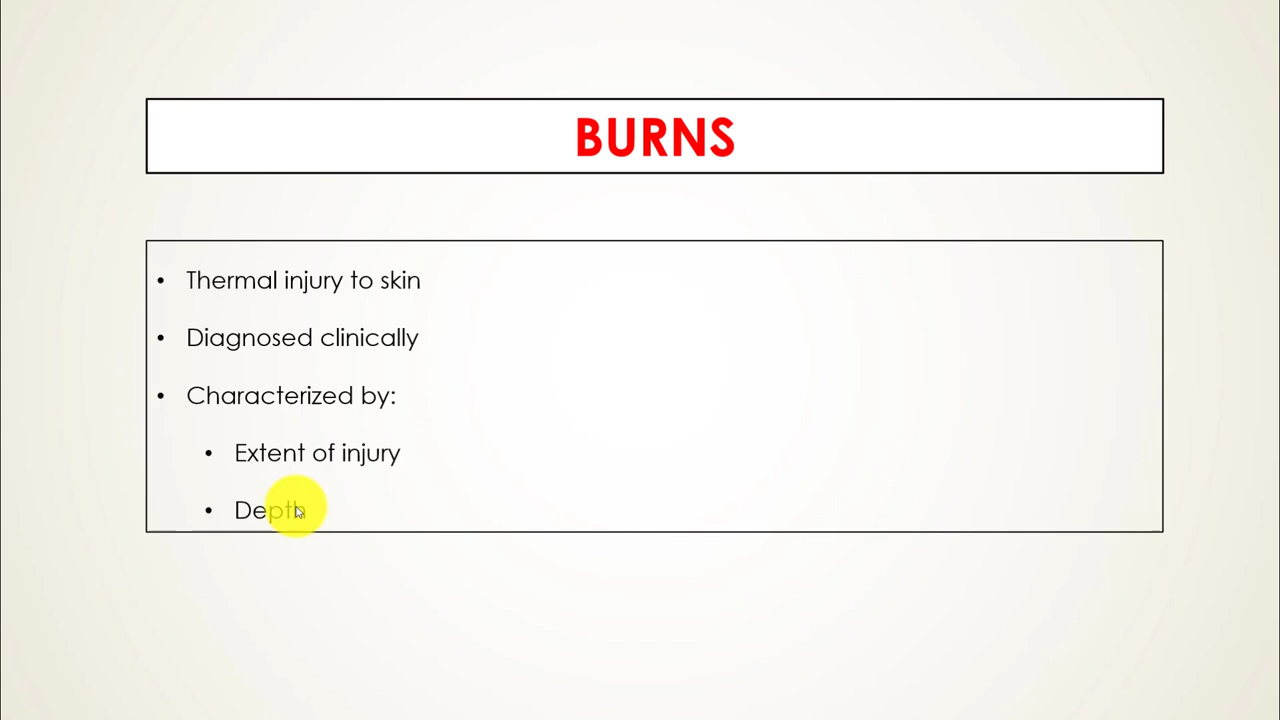 BURNS
• Thermal injury to skin
• Diagnosed clinically
• Characterized by:
• Extent of injury
• Depth